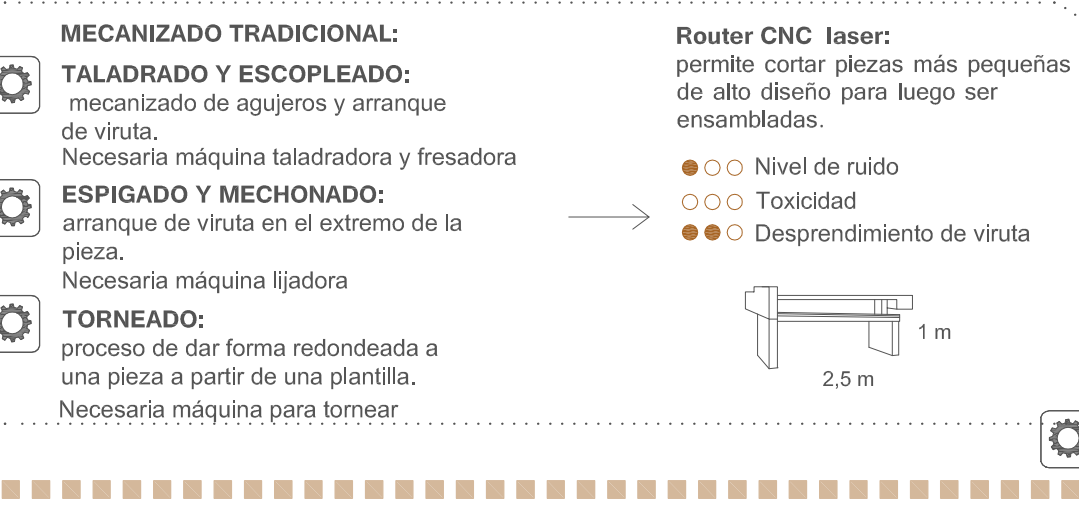 MECANIZADO TRADICIONAL:
TALADRADO Y ESCOPLEADO:
mecanizado de agujeros y arranque
de viruta.
Necesaria máquina taladradora y fresadora
ESPIGADO Y MECHONADO:
arranque de viruta en el extremo de la
pieza.
Necesaria máquina lijadora
TORNEADO:
proceso de dar forma redondeada a
una pieza a partir de una plantilla.
Necesaria máquina para tornear
Router CNC laser:
permite cortar piezas más pequeñas
de alto diseño para luego ser
ensambladas.
Nivel de ruido
Toxicidad
Desprendimiento de viruta
1 m
2,5 m